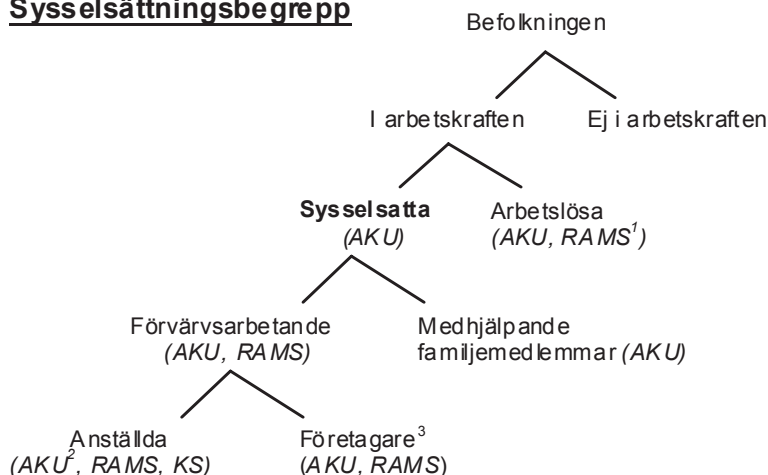 Sysselsättningsbegrepp
Befolkningen
I arbetskraften
Ej i arbetskraften
Sysselsatta
(AKU)
Arbetslösa
(AKU, RAMS¹)
Förvärvsarbetande
(AKU, RAMS)
Medhjälpande
familjemedlemmar (AKU)
Anställda
(AKU², RAMS, KS)
Företagare³
(AKU, RAMS)